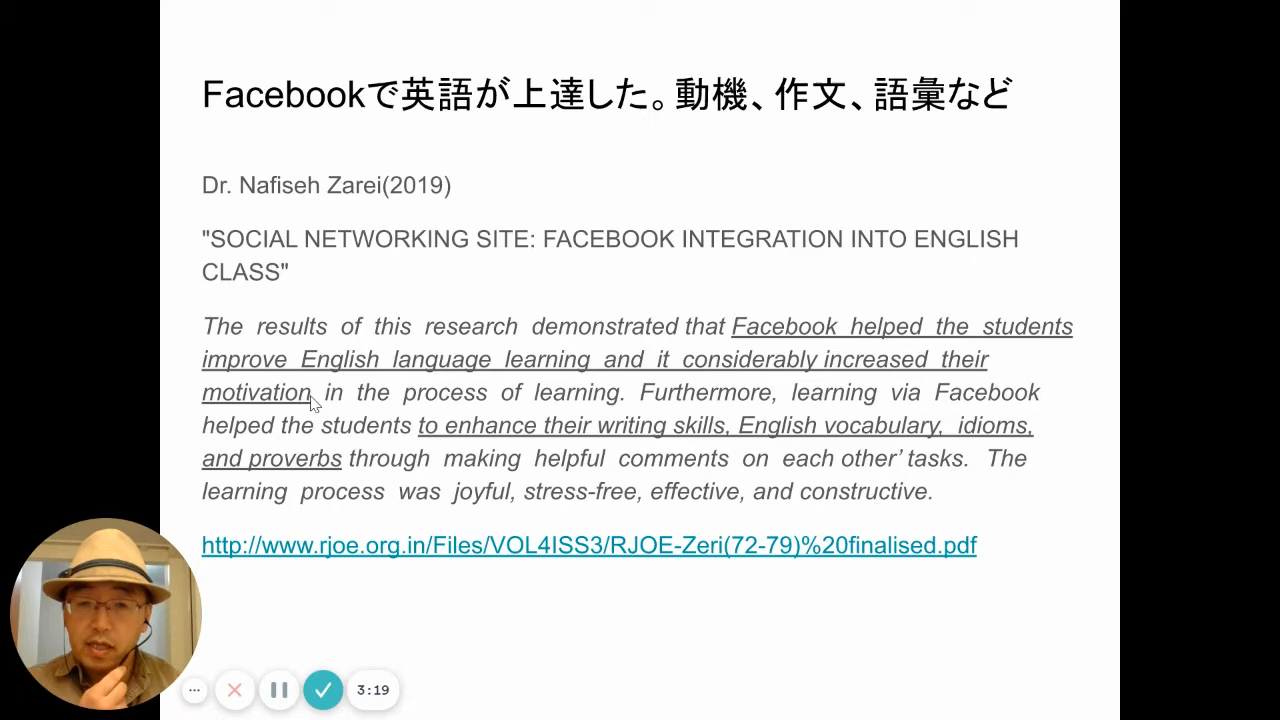 Facebookで英語が上達した。動機、作文、語彙など
Dr. Nafiseh Zarei(2019)
"SOCIAL NETWORKING SITE: FACEBOOK INTEGRATION INTO ENGLISH
CLASS"
The results of this research demonstrated that Facebook helped the students
improve English language learning and it considerably increased their
motivation in the process of learning. Furthermore, learning via Facebook
helped the students to enhance their writing skills, English vocabulary, idioms,
and proverbs through making helpful comments on each other’ tasks. The
learning process was joyful, stress-free, effective, and constructive.
http://www.rjoe.org.in/Files/VOL4ISS3/RJOE-Zeri(72-79)%20finalised.pdf
3:19